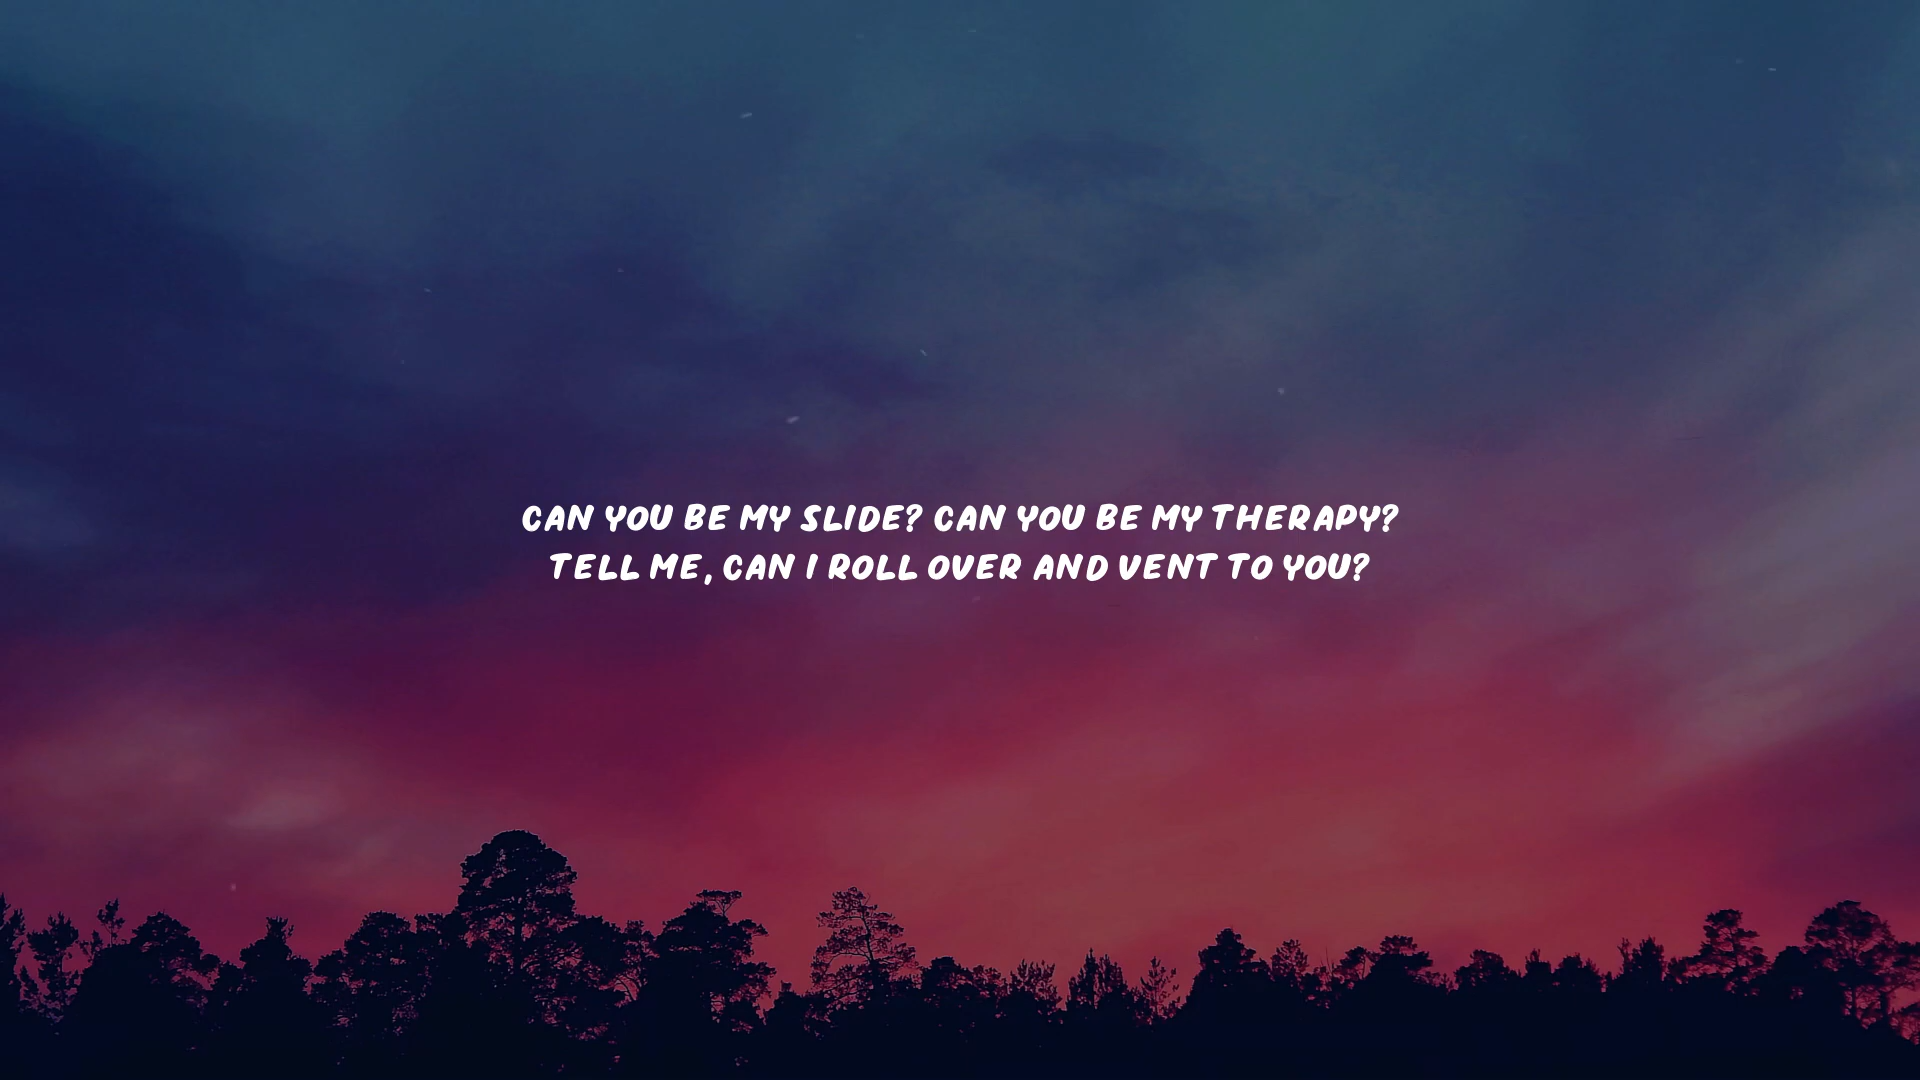 CAN YOU BE MY SLIDE? CAN YOU BE MY THERAPY?
TELL ME, CAN I ROLL OVER AND VENT TO YOU?